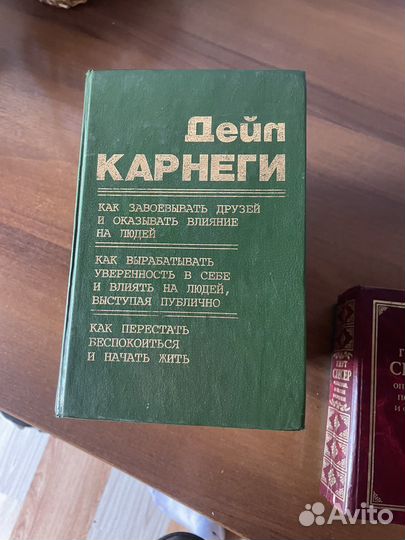 Дейл
КАРНЕГИ
КАК ЗАВОЕВЫВАТЬ ДРУЗЕЙ
И ОКАЗЫВАТЬ ВЛИЯНИЕ
НА ЛЮДЕЙ
КАК ВЫРАБАТЫВАТЬ
УВЕРЕННОСТЬ В СЕБЕ
И ВЛИЯТЬ НА ЛЮДЕЙ,
ВЫСТУПАЯ ПУБЛИЧНО
КАК ПЕРЕСТАТЬ
БЕСПОКОИТЬСЯ
И НАЧАТЬ ЖИТЬ
Avito